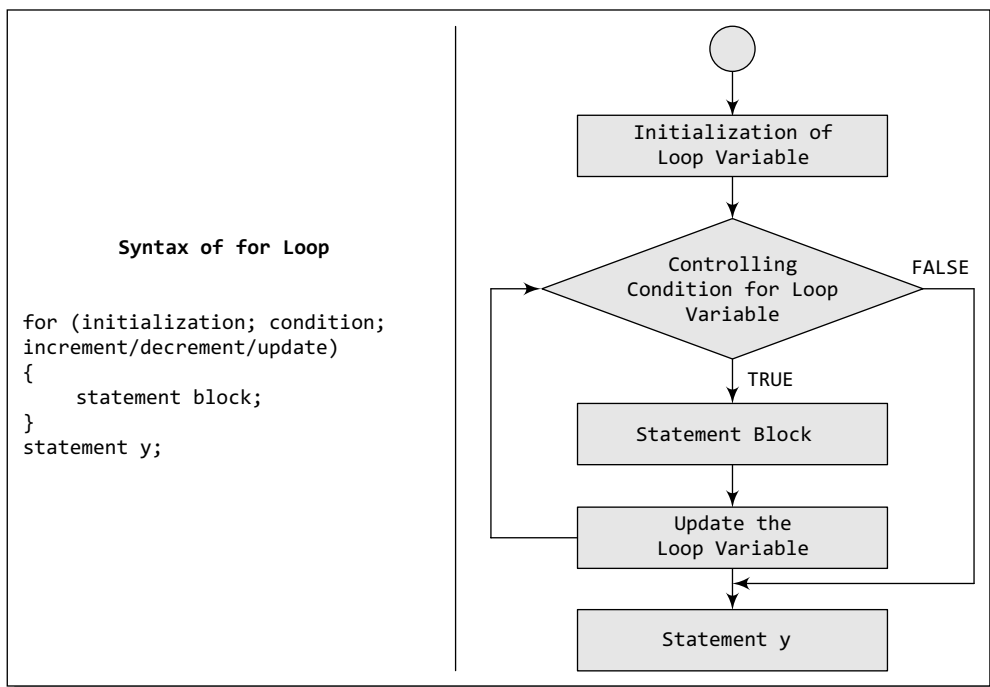 Syntax of for Loop
for (initialization; condition;
increment/decrement/update)
{
statement block;
}
statement y;
Initialization of
Loop Variable
Controlling
Condition for Loop
Variable
FALSE
TRUE
Statement Block
Update the
Loop Variable
Statement y